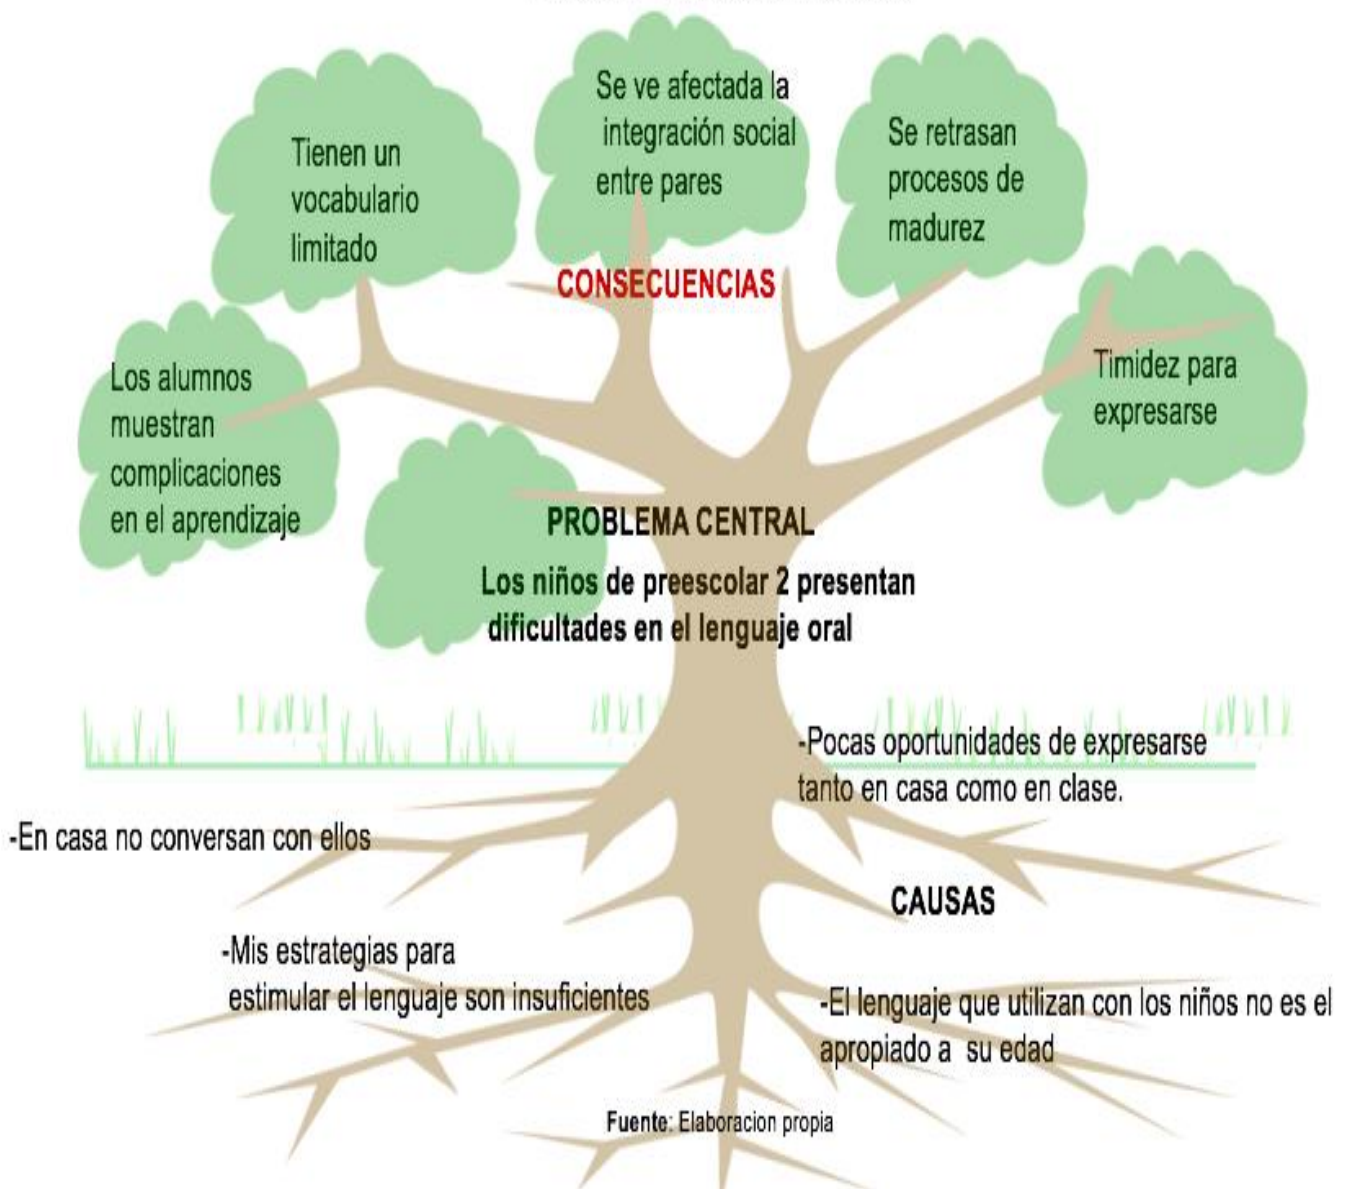 Se ve afectada la
integración social
entre pares
Tienen un
vocabulario
limitado
Se retrasan
procesos de
madurez
CONSECUENCIAS
Los alumnos
muestran
complicaciones
en el aprendizaje
Timidez para
expresarse
PROBLEMA CENTRAL
Los niños de preescolar 2 presentan
dificultades en el lenguaje oral
-Pocas oportunidades de expresarse
tanto en casa como en clase.
-En casa no conversan con ellos
CAUSAS
-Mis estrategias para
estimular el lenguaje son insuficientes
-El lenguaje que utilizan con los niños no es el
apropiado a su edad
Fuente: Elaboracion propia